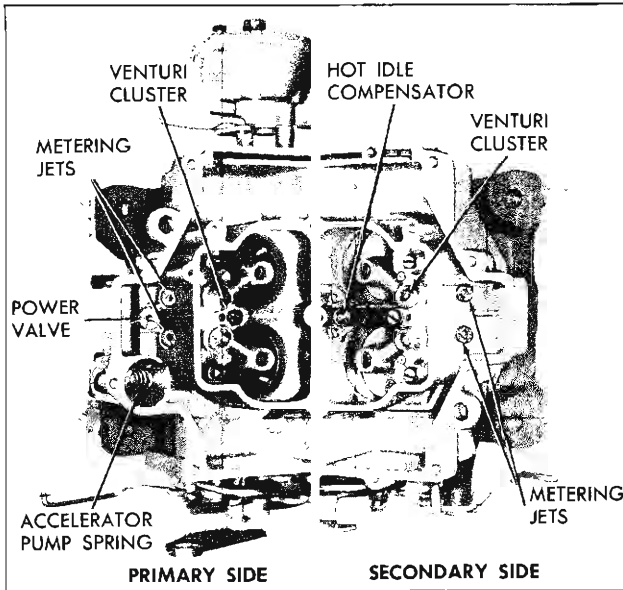 VENTURI
CLUSTER
HOT IDLE
COMPENSATOR
VENTURI
CLUSTER
METERING
JETS
POWER
VALVE
ACCELERATOR
PUMP SPRING
METERING
JETS
PRIMARY SIDE
SECONDARY SIDE